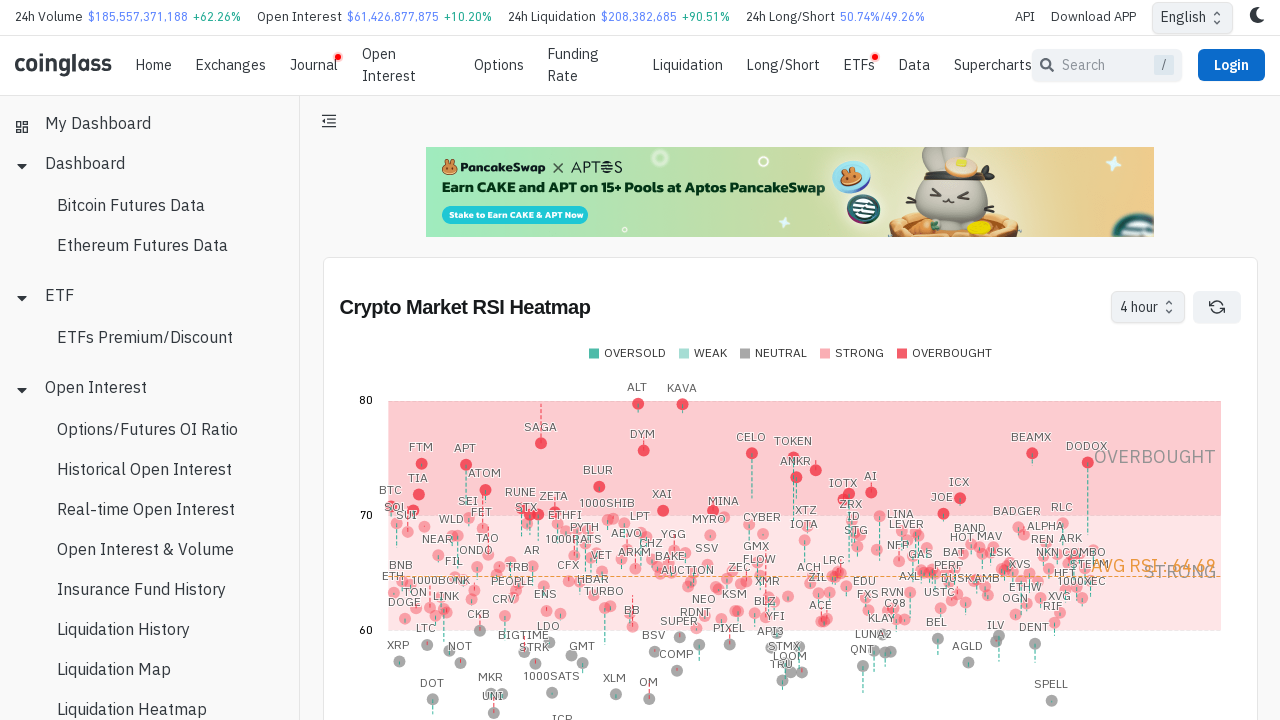 24h Volume $185,557,371,188 +62.26% Open Interest $61,426,877,875 +10.20% 24h Liquidation $208,382,685 +90.51% 24h Long/Short 50.74%/49.26% API Download APP English
coinglass Home Exchanges Journal Open Interest Options Funding Rate Liquidation Long/Short ETFs Data Supercharts Search / Login
My Dashboard
Dashboard
Bitcoin Futures Data
Ethereum Futures Data
ETF
ETFs Premium/Discount
Open Interest
Options/Futures OI Ratio
Historical Open Interest
Real-time Open Interest
Open Interest & Volume
Insurance Fund History
Liquidation History
Liquidation Map
Liquidation Heatmap
PancakeSwap X APTOS
Earn CAKE and APT on 15+ Pools at Aptos PancakeSwap
Stake to Earn CAKE & APT Now
Crypto Market RSI Heatmap 4 hour
OVERSOLD WEAK NEUTRAL STRONG OVERBOUGHT
ALT KAVA
80
SAGA DYM CELO TOKEN BEAMX
FTM APT ANKR DODOX OVERBOUGHT
TIA ATOM BLUR AI
BTC RUNE ZETA XAI IOTX ICX
SOL SUI SEI FET STX 1000SHIB MINA ZRX JOE
70
WLD ETHFI LPT MYRO CYBER XTZ ID LINA BADGER RLC
NEAR TAO PYTH AEVO YGG IOTA STG LEVER BAND ALPHA
ONDO AR 1000RATS CHZ SSV GMX NFP HOT MAV REN ARK
BNB FIL TRB CFX VET ARKM BAKE ZEC FLOW LRC GAS BAT LSK NKN COMBO
ETH 1000BONK PEOPLE HBAR AUCTION XMR ACH ZIL EDU AXL PERP XVS HFT STEPN AVG RSI: 64.69 STRONG
DOGE TON LINK CRV ENS TURBO NEO KSM BLZ ACE FXS RVN C98 USTC DUSK AMB ETHW OGN XVG RIF 1000XEC
60
LTC CKB LDO BB RDNT SUPER PIXEL YFI API3 KLAY BEL ILV DENT
XRP NOT BIGTIME STRK GMT BSV COMP STMX LOOM TRU LUNA2 QNT AGLD
DOT MKR UNI 1000SATS XLM OM SPELL
ICP